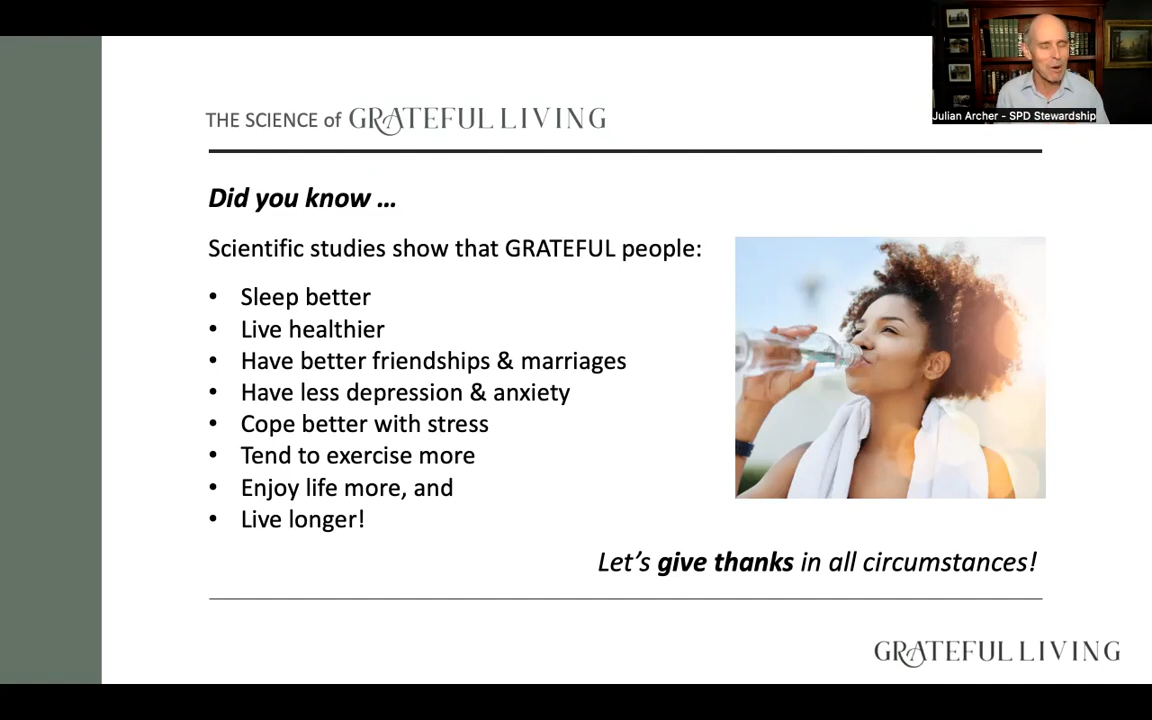 Julian Archer - SPD Stewardship
THE SCIENCE of GRATEFUL LIVING
Did you know ...
Scientific studies show that GRATEFUL people:
• Sleep better
• Live healthier
• Have better friendships & marriages
• Have less depression & anxiety
• Cope better with stress
• Tend to exercise more
• Enjoy life more, and
• Live longer!
Let's give thanks in all circumstances!
GRATEFUL LIVING